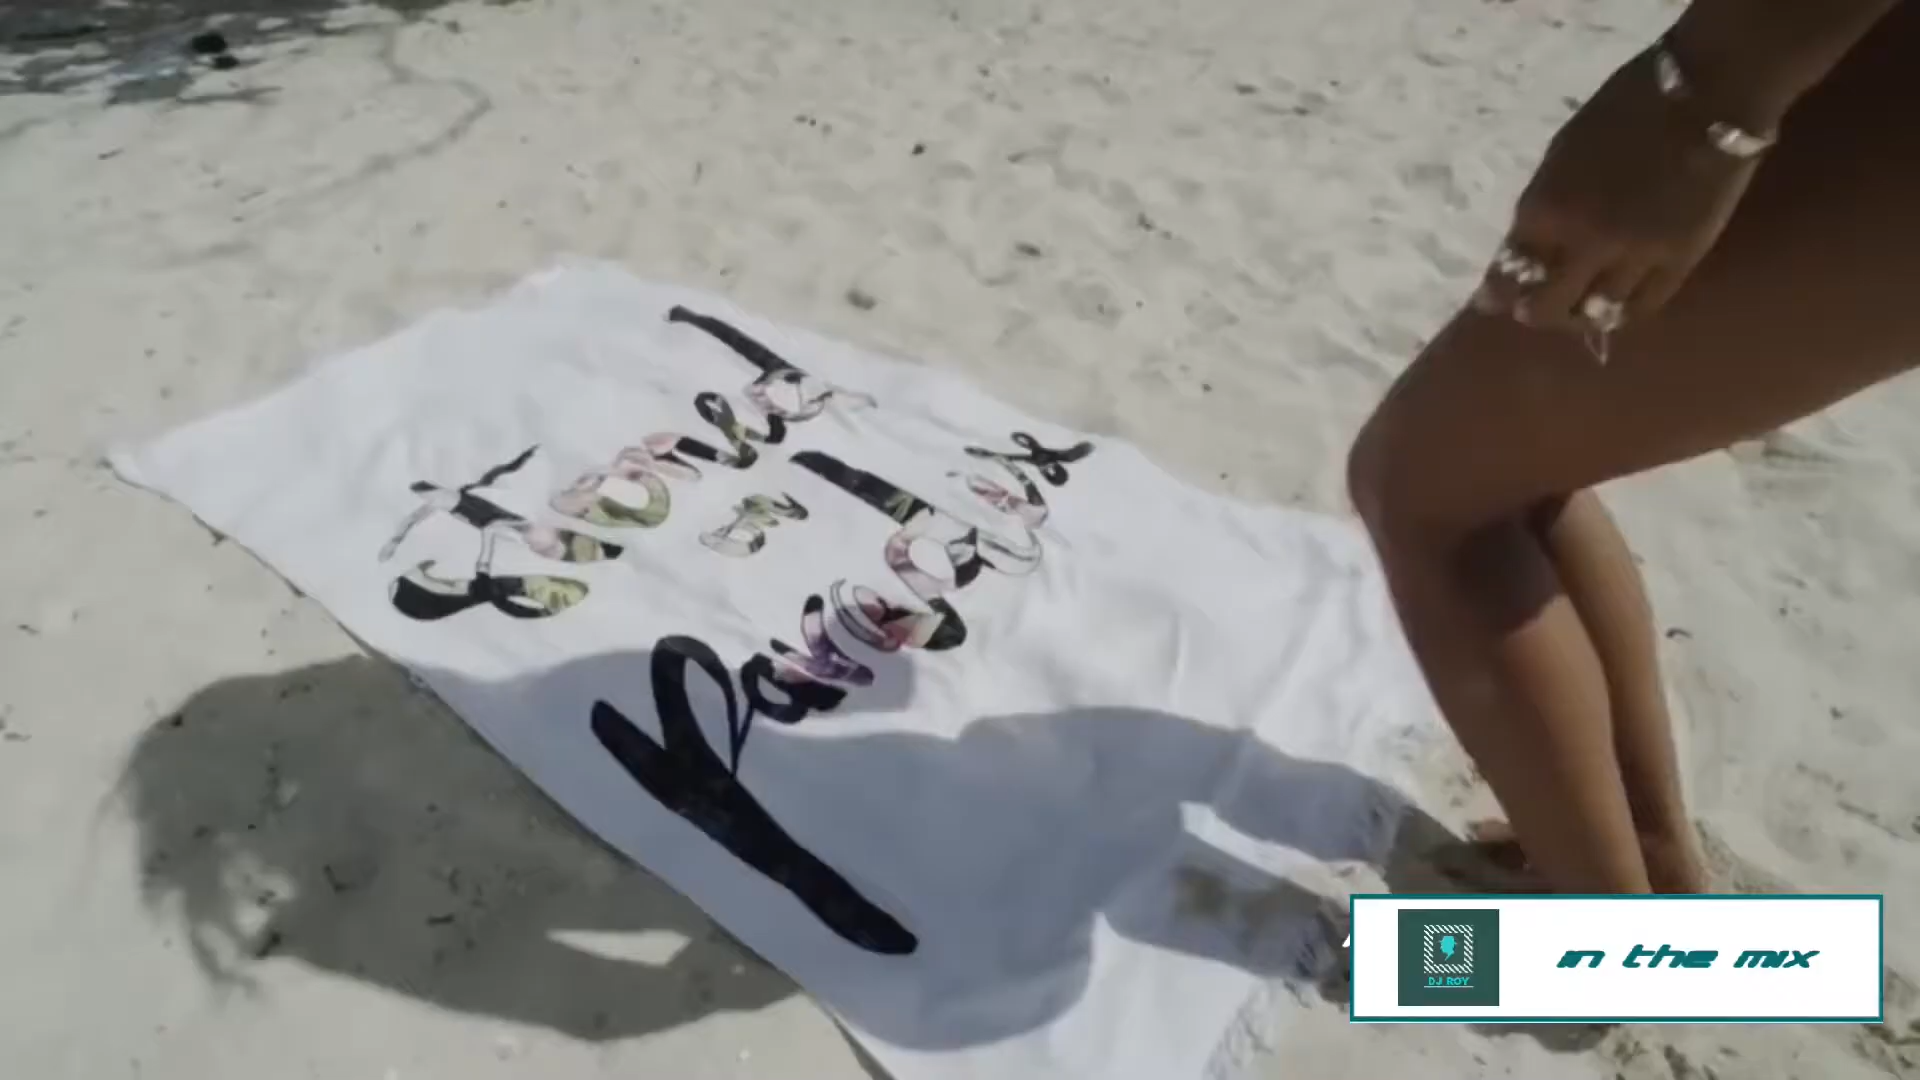 Stoned
in
Paradise
DJ ROY
in the mix